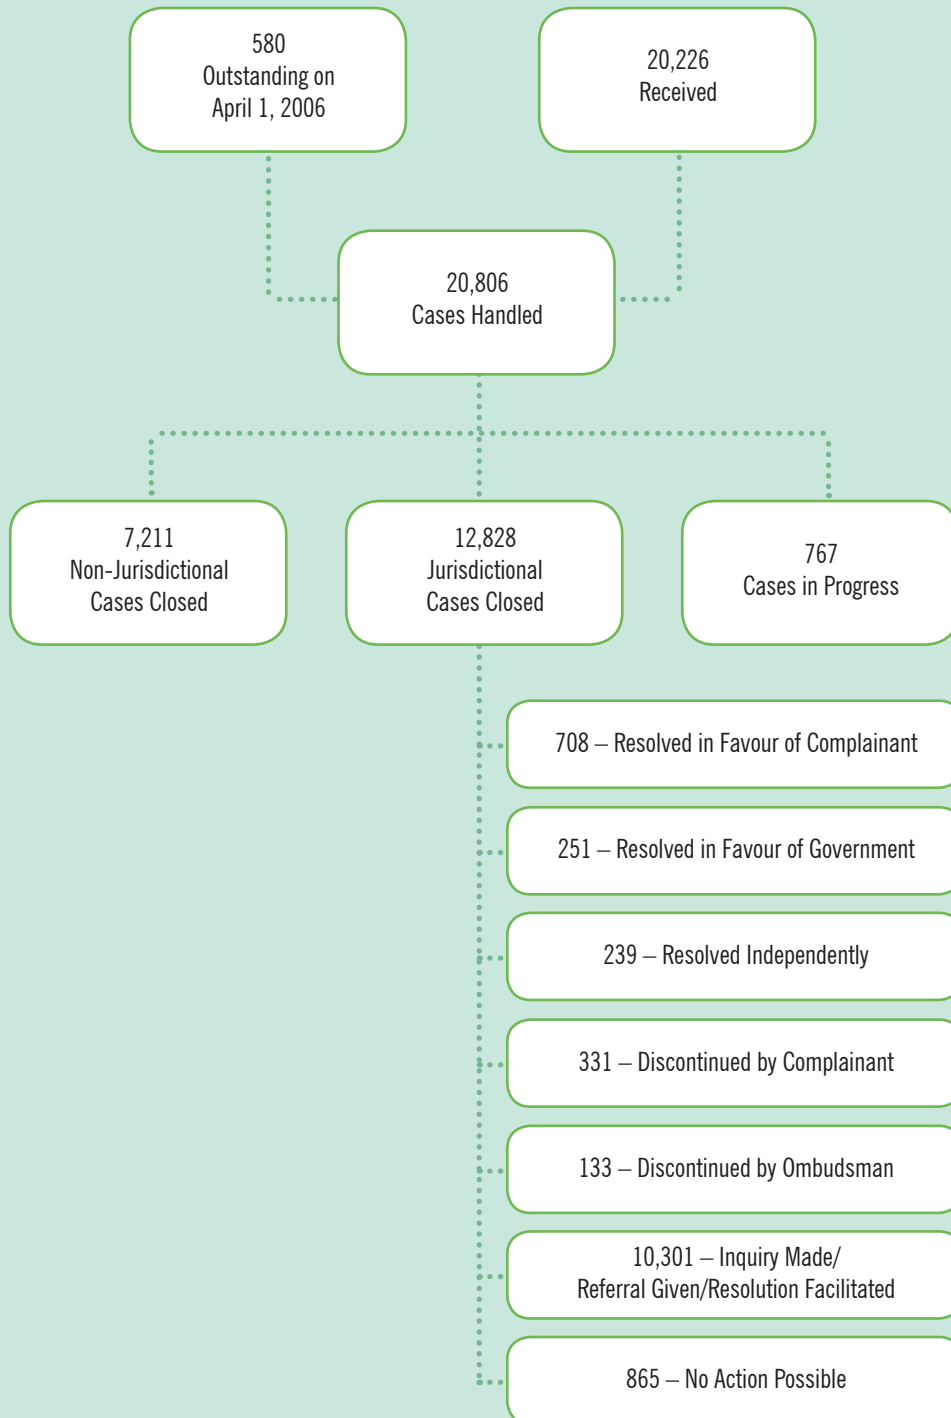 580
Outstanding on
April 1, 2006
20,226
Received
20,806
Cases Handled
7,211
Non-Jurisdictional
Cases Closed
12,828
Jurisdictional
Cases Closed
767
Cases in Progress
708 – Resolved in Favour of Complainant
251 – Resolved in Favour of Government
239 – Resolved Independently
331 – Discontinued by Complainant
133 – Discontinued by Ombudsman
10,301 – Inquiry Made/
Referral Given/Resolution Facilitated
865 – No Action Possible